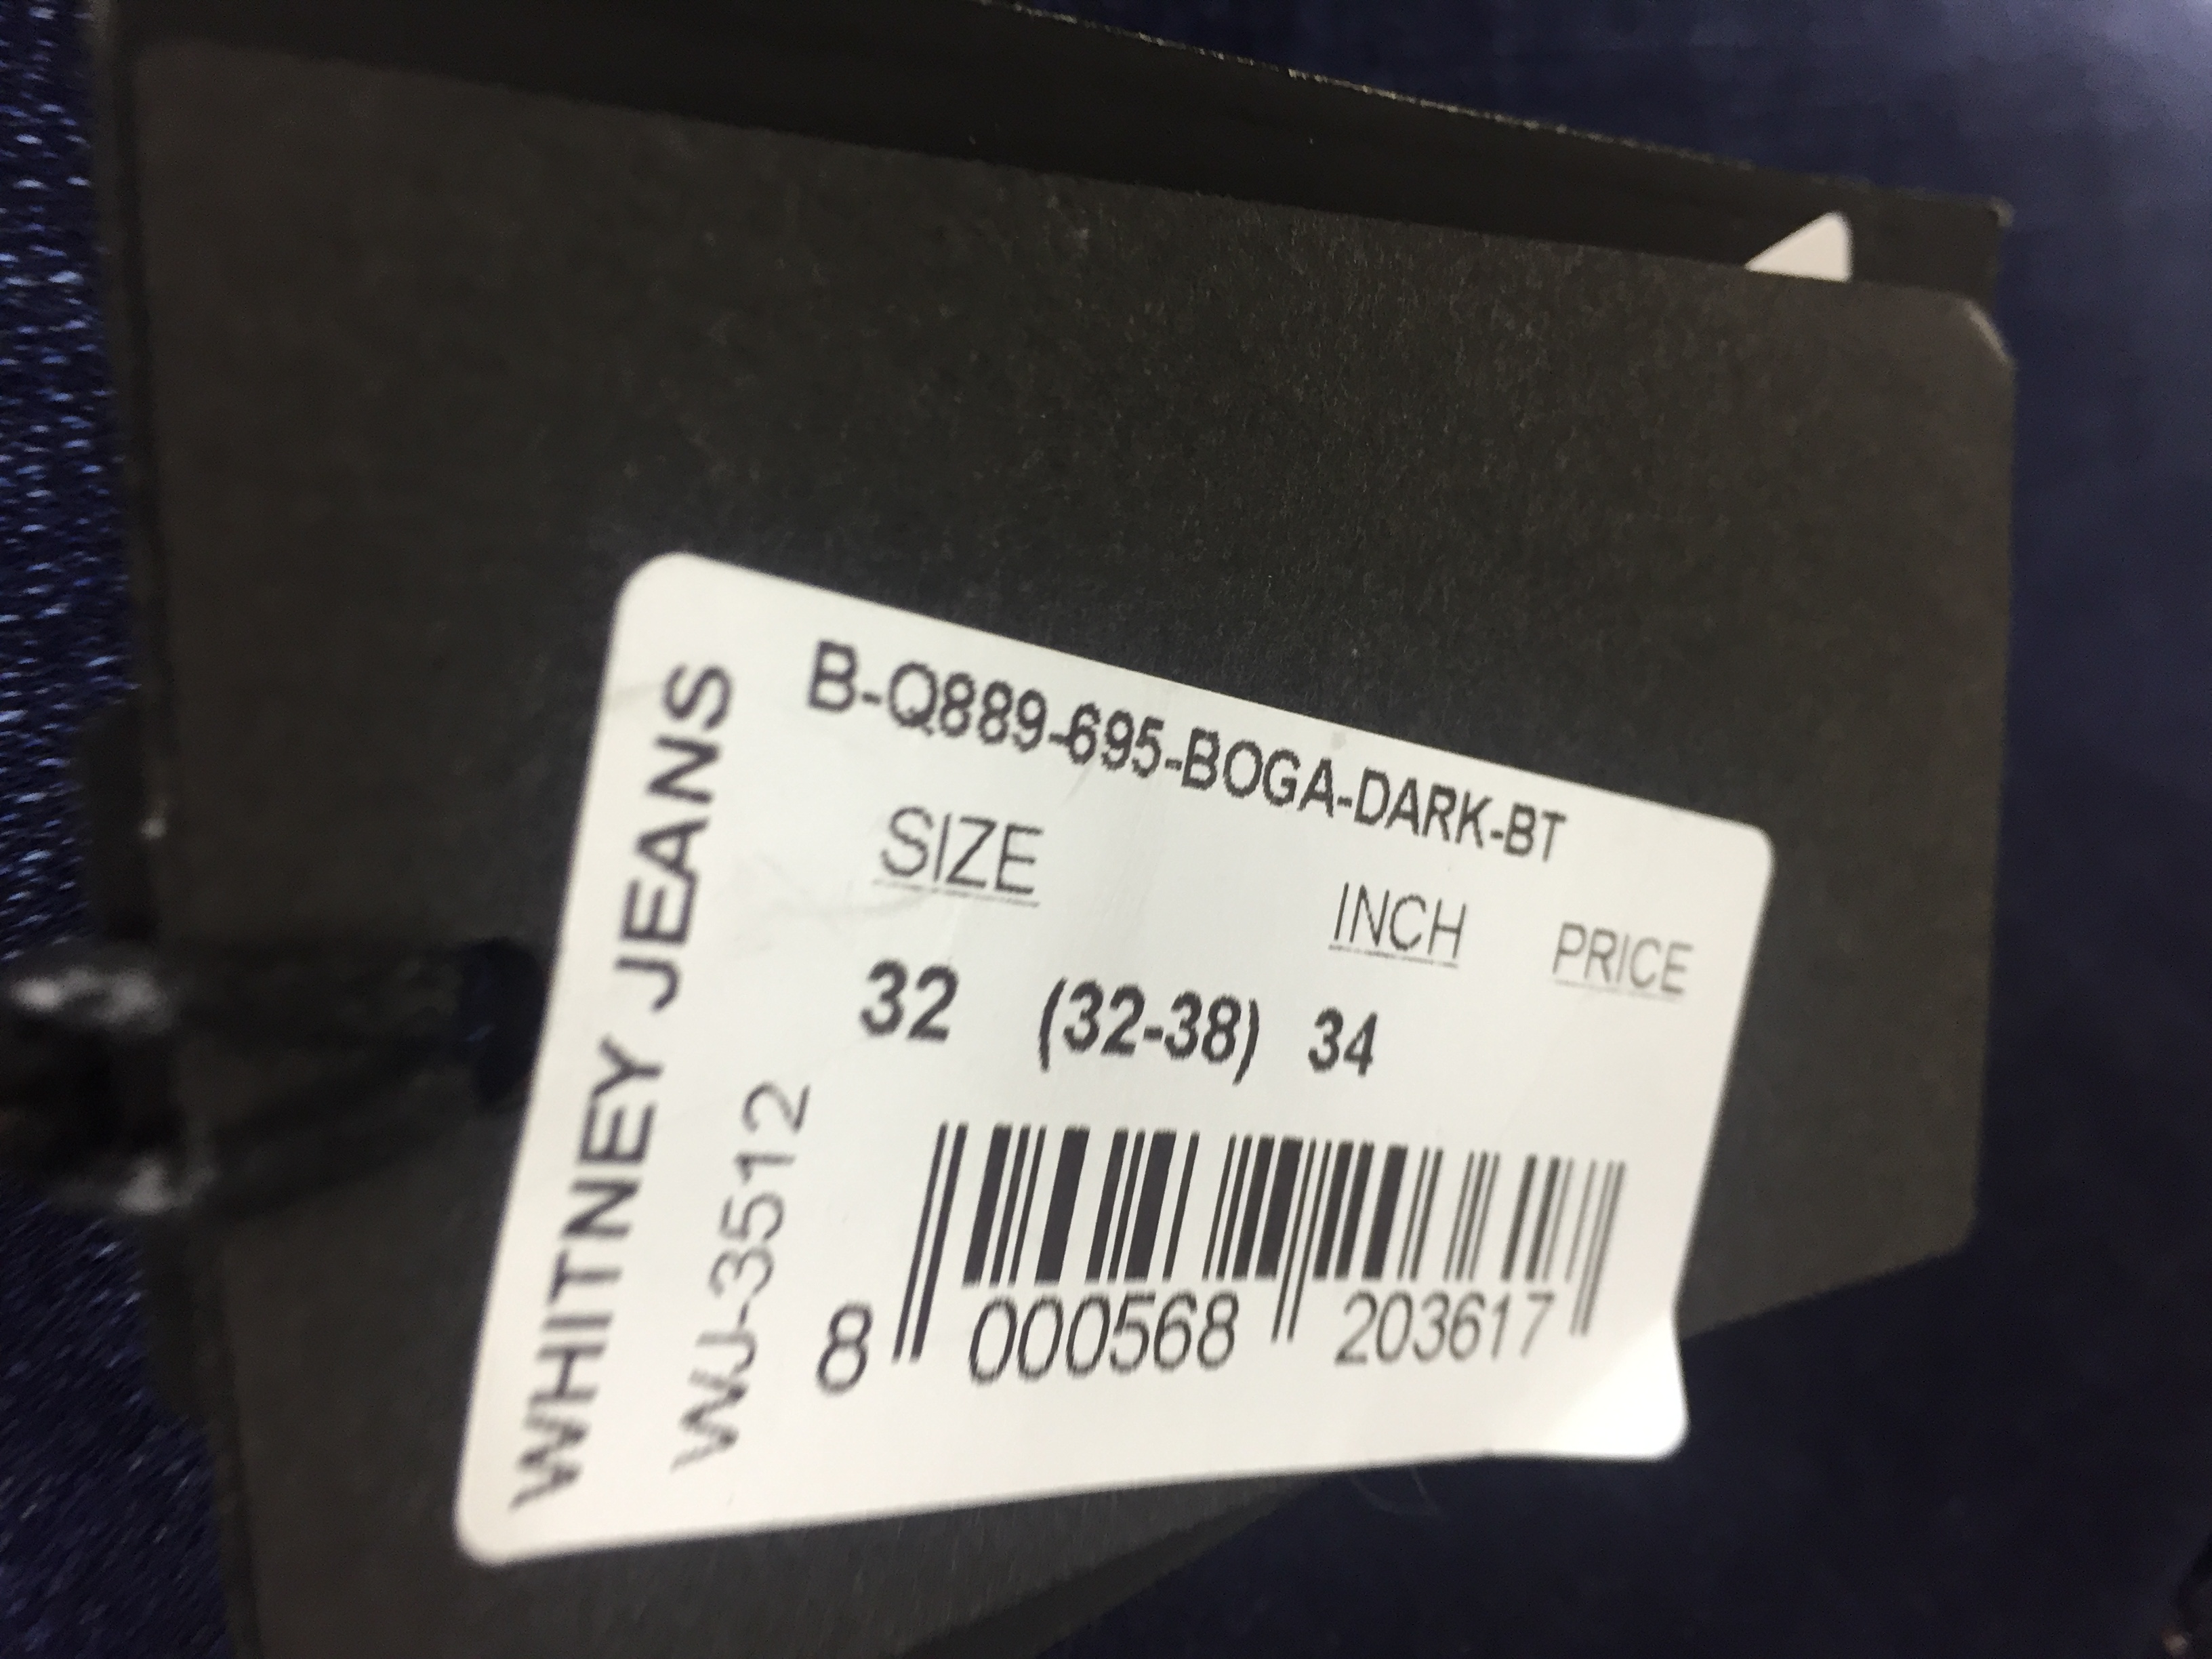 WHITNEY JEANS
WJ-3512
B-Q889-695-BOGA-DARK-BT
SIZE INCH PRICE
32 (32-38) 34
8 000568 203617